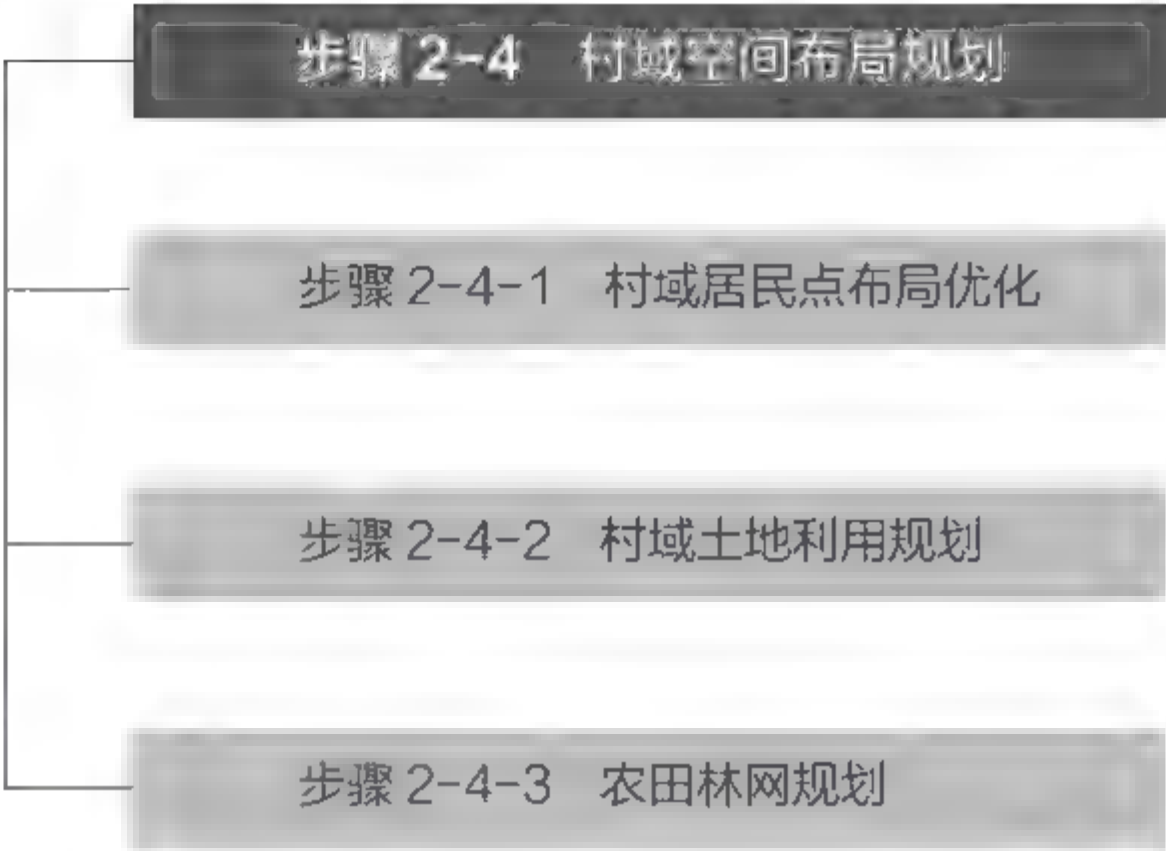 步骤 2-4 村域空间布局规划
步骤 2-4-1 村域居民点布局优化
步骤 2-4-2 村域土地利用规划
步骤 2-4-3 农田林网规划